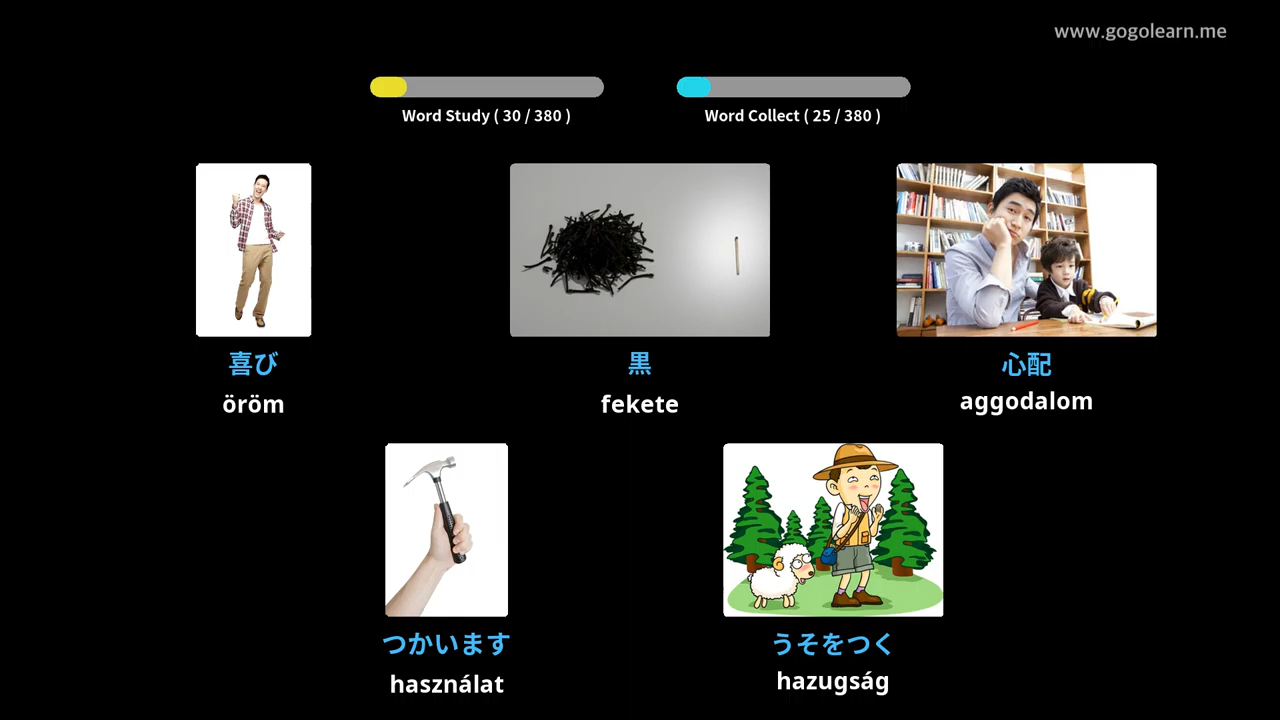 www.gogolearn.me
Word Study ( 30 / 380 )
Word Collect ( 25 / 380 )
喜び
黒
心配
öröm
fekete
aggodalom
つかいます
うそをつく
használat
hazugság